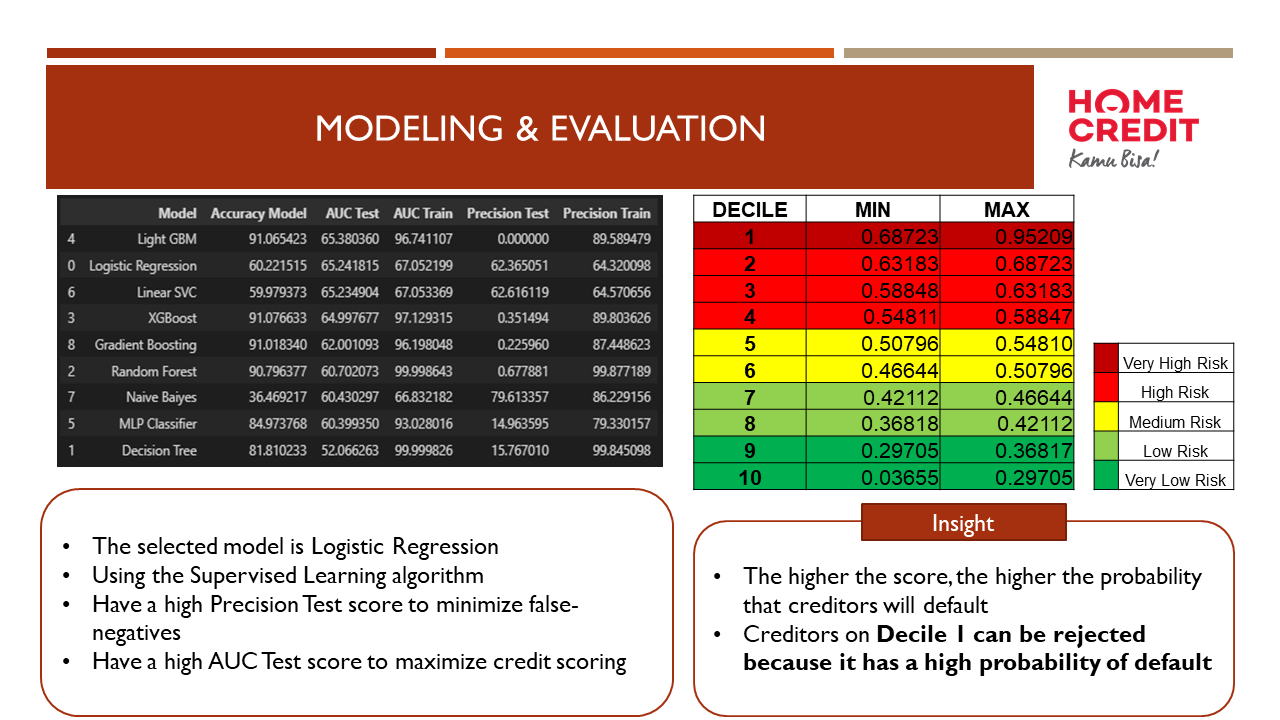 MODELING & EVALUATION
HOME
CREDIT
Kamu Bisa!
Model Accuracy Model AUC Test AUC Train Precision Test Precision Train
4 Light GBM 91.065423 65.380360 96.741107 0.000000 89.589479
0 Logistic Regression 60.221515 65.241815 67.052199 62.365051 64.320098
6 Linear SVC 59.979373 65.234904 67.053369 62.616119 64.570656
3 XGBoost 91.076633 64.997677 97.129315 0.351494 89.803626
8 Gradient Boosting 91.018340 62.001093 96.198048 0.225960 87.448623
2 Random Forest 90.796377 60.702073 99.998643 0.677881 99.877189
7 Naive Baiyes 36.469217 60.430297 66.832182 79.613357 86.229156
5 MLP Classifier 84.973768 60.399350 93.028016 14.963595 79.330157
1 Decision Tree 81.810233 52.066263 99.999826 15.767010 99.845098
DECILE MIN MAX
1 0.68723 0.95209
2 0.63183 0.68723
3 0.58848 0.63183
4 0.54811 0.58847
5 0.50796 0.54810
6 0.46644 0.50796
7 0.42112 0.46644
8 0.36818 0.42112
9 0.29705 0.36817
10 0.03655 0.29705
Very High Risk
High Risk
Medium Risk
Low Risk
Very Low Risk
• The selected model is Logistic Regression
• Using the Supervised Learning algorithm
• Have a high Precision Test score to minimize false-
negatives
• Have a high AUC Test score to maximize credit scoring
Insight
• The higher the score, the higher the probability
that creditors will default
• Creditors on Decile 1 can be rejected
because it has a high probability of default